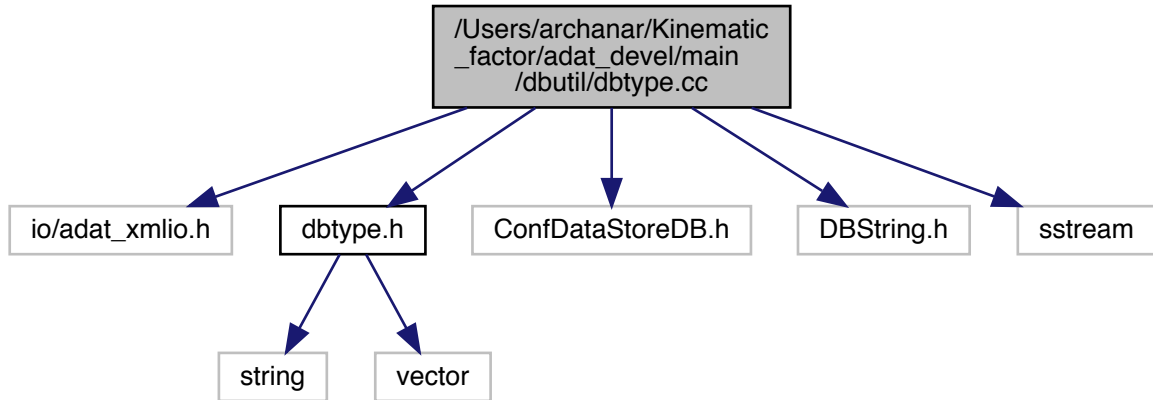 /Users/archanar/Kinematic
_factor/adat_devel/main
/dbutil/dbtype.cc
io/adat_xmlio.h
dbtype.h
ConfDataStoreDB.h
DBString.h
sstream
string
vector